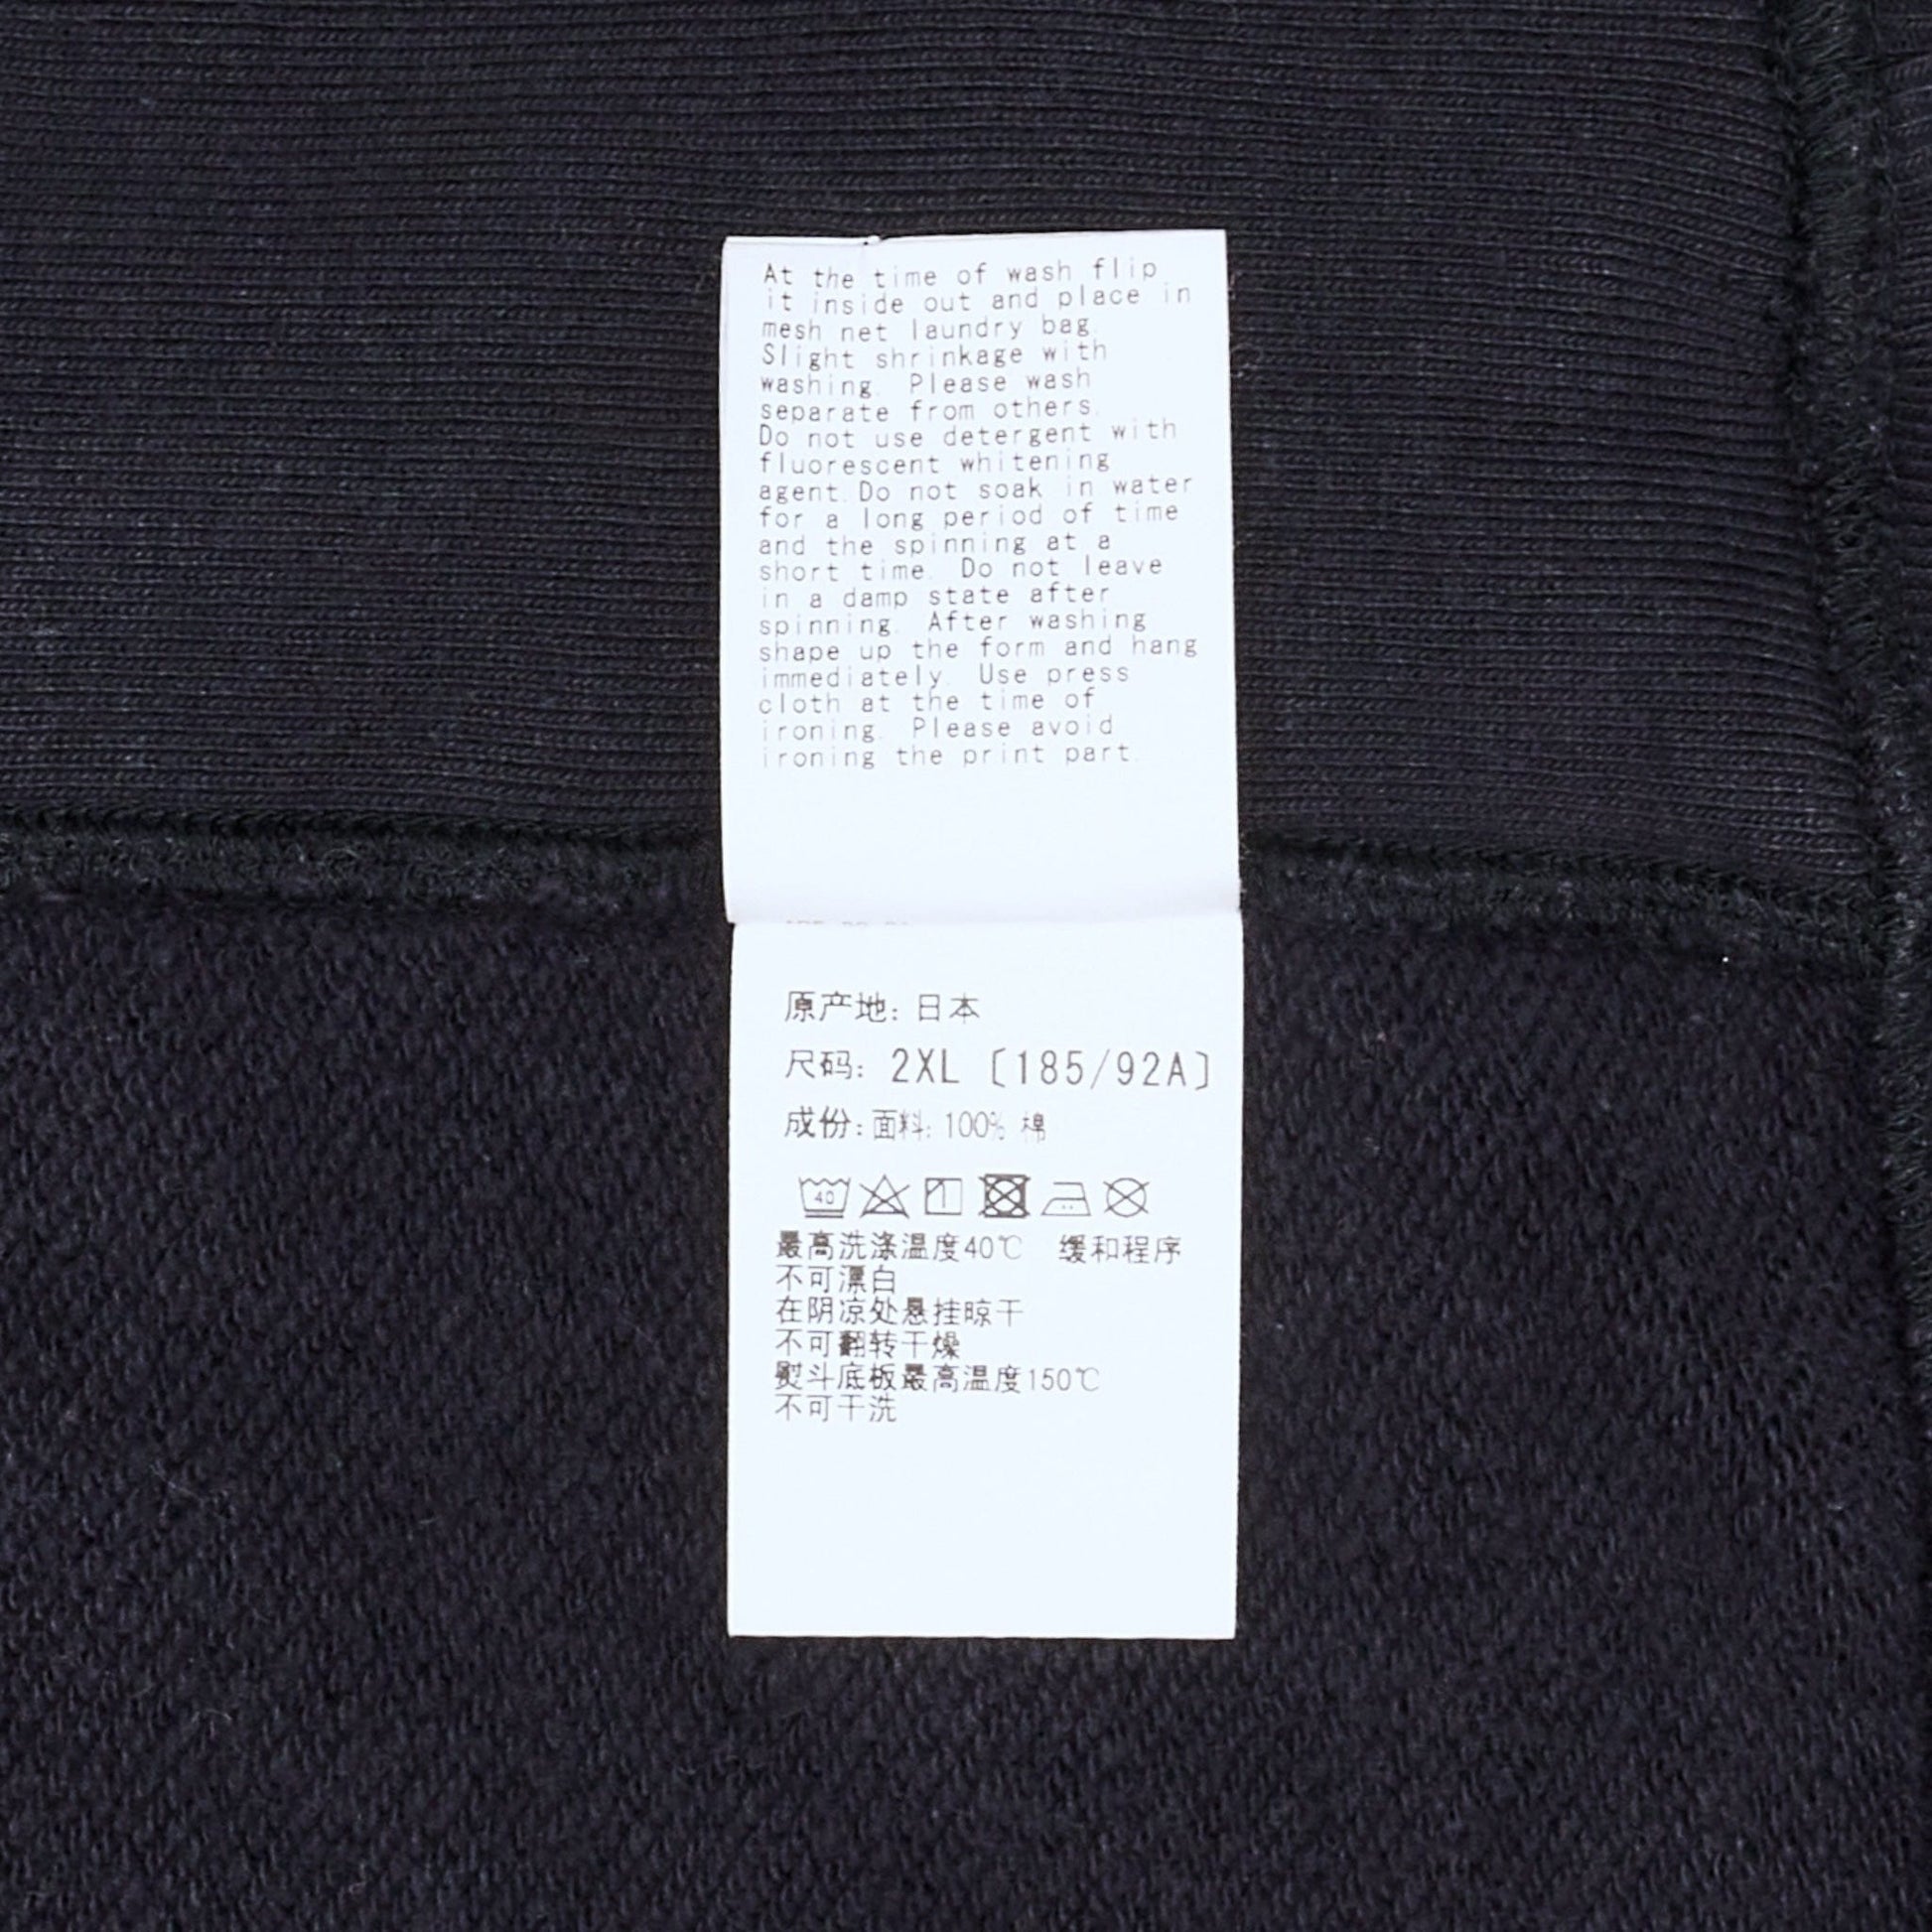 At the time of wash flip
it inside out and place in
mesh net laundry bag.
Slight shrinkage with
washing. Please wash
separate from others.
Do not use detergent with
fluorescent whitening
agent.Do not soak in water
for a long period of time
and the spinning at a
short time. Do not leave
in a damp state after
spinning. After washing
shape up the form and hang
immediately. Use press
cloth at the time of
ironing. Please avoid
ironing the print part.
原产地: 日本
尺码: 2XL〔185/92A〕
成份: 面料: 100% 棉
40
最高洗涤温度40℃ 缓和程序
不可漂白
在阴凉处悬挂晾干
不可翻转干燥
熨斗底板最高温度150℃
不可干洗